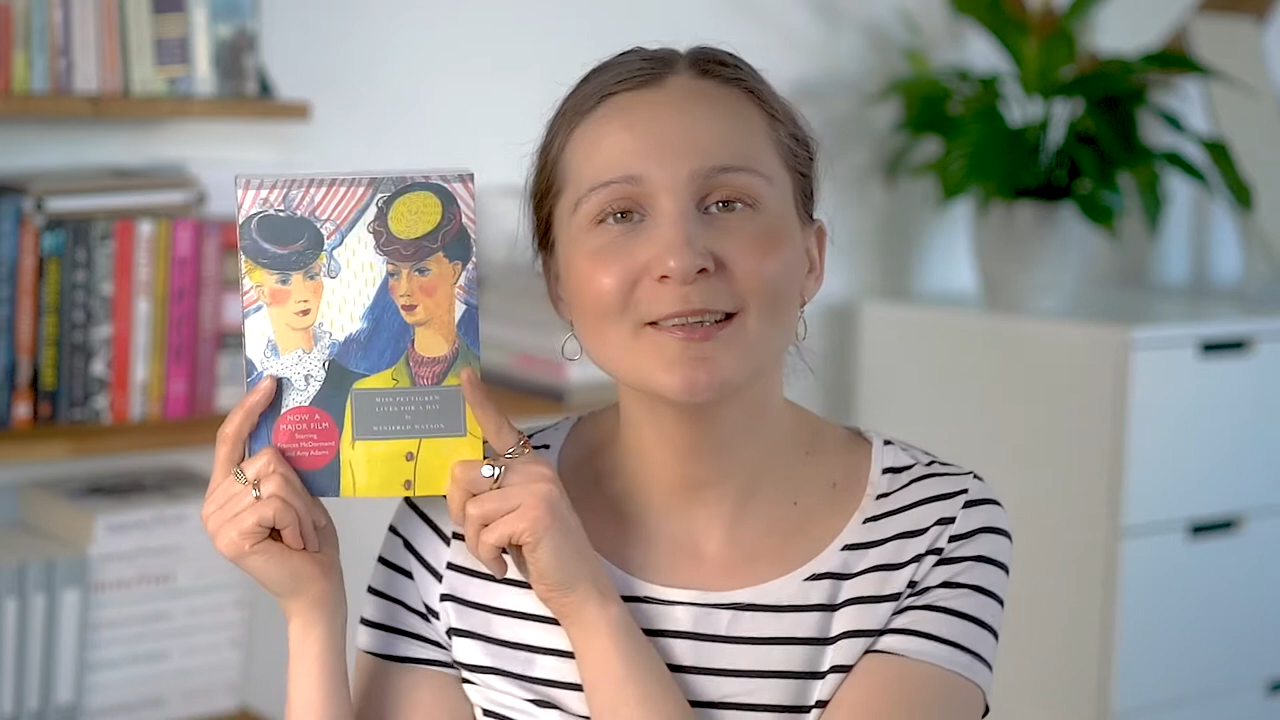 MISS PETTIGREW
LIVES FOR A DAY
by
WINIFRED WATSON
NOW A
MAJOR FILM
Starring
Frances McDormand
and Amy Adams